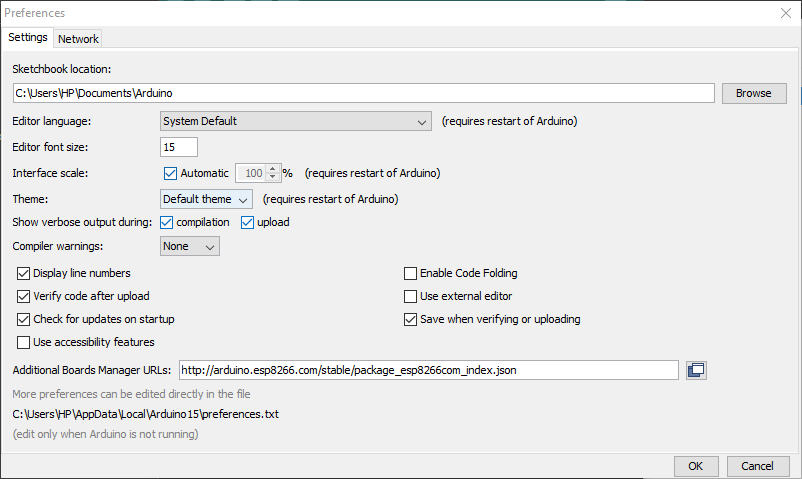 Preferences
Settings Network
Sketchbook location:
C:\Users\HP\Documents\Arduino Browse
Editor language: System Default (requires restart of Arduino)
Editor font size: 15
Interface scale: Automatic 100 % (requires restart of Arduino)
Theme: Default theme (requires restart of Arduino)
Show verbose output during: compilation upload
Compiler warnings: None
Display line numbers Enable Code Folding
Verify code after upload Use external editor
Check for updates on startup Save when verifying or uploading
Use accessibility features
Additional Boards Manager URLs: http://arduino.esp8266.com/stable/package_esp8266com_index.json
More preferences can be edited directly in the file
C:\Users\HP\AppData\Local\Arduino15\preferences.txt
(edit only when Arduino is not running)
OK Cancel